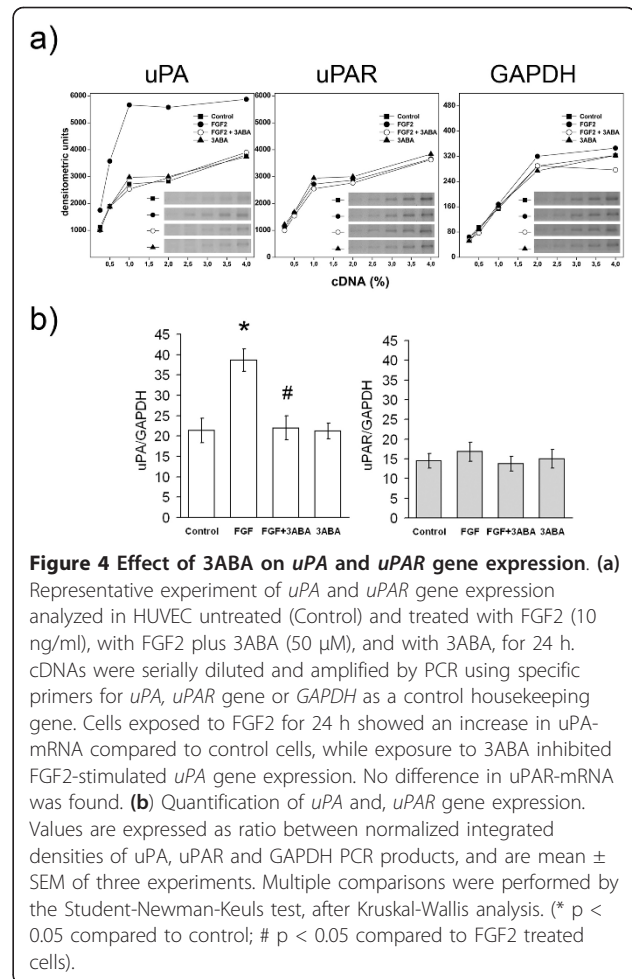 a)
uPA
uPAR
GAPDH
densitometric units
6000
5000
4000
3000
2000
1000
Control
FGF2
FGF2 + 3ABA
3ABA
0,5 1,0 1,5 2,0 2,5 3,0 3,5 4,0
6000
5000
4000
3000
2000
1000
Control
FGF2
FGF2 + 3ABA
3ABA
0,5 1,0 1,5 2,0 2,5 3,0 3,5 4,0
480
400
320
240
160
80
0
Control
FGF2
FGF2 + 3ABA
3ABA
0,5 1,0 1,5 2,0 2,5 3,0 3,5 4,0
cDNA (%)
b)
uPA/GAPDH
45
40
35
30
25
20
15
10
5
0
*
#
Control FGF FGF+3ABA 3ABA
uPAR/GAPDH
45
40
35
30
25
20
15
10
5
0
Control FGF FGF+3ABA 3ABA
Figure 4 Effect of 3ABA on uPA and uPAR gene expression. (a)
Representative experiment of uPA and uPAR gene expression
analyzed in HUVEC untreated (Control) and treated with FGF2 (10
ng/ml), with FGF2 plus 3ABA (50 μM), and with 3ABA, for 24 h.
cDNAs were serially diluted and amplified by PCR using specific
primers for uPA, uPAR gene or GAPDH as a control housekeeping
gene. Cells exposed to FGF2 for 24 h showed an increase in uPA-
mRNA compared to control cells, while exposure to 3ABA inhibited
FGF2-stimulated uPA gene expression. No difference in uPAR-mRNA
was found. (b) Quantification of uPA and, uPAR gene expression.
Values are expressed as ratio between normalized integrated
densities of uPA, uPAR and GAPDH PCR products, and are mean ±
SEM of three experiments. Multiple comparisons were performed by
the Student-Newman-Keuls test, after Kruskal-Wallis analysis. (* p <
0.05 compared to control; # p < 0.05 compared to FGF2 treated
cells).